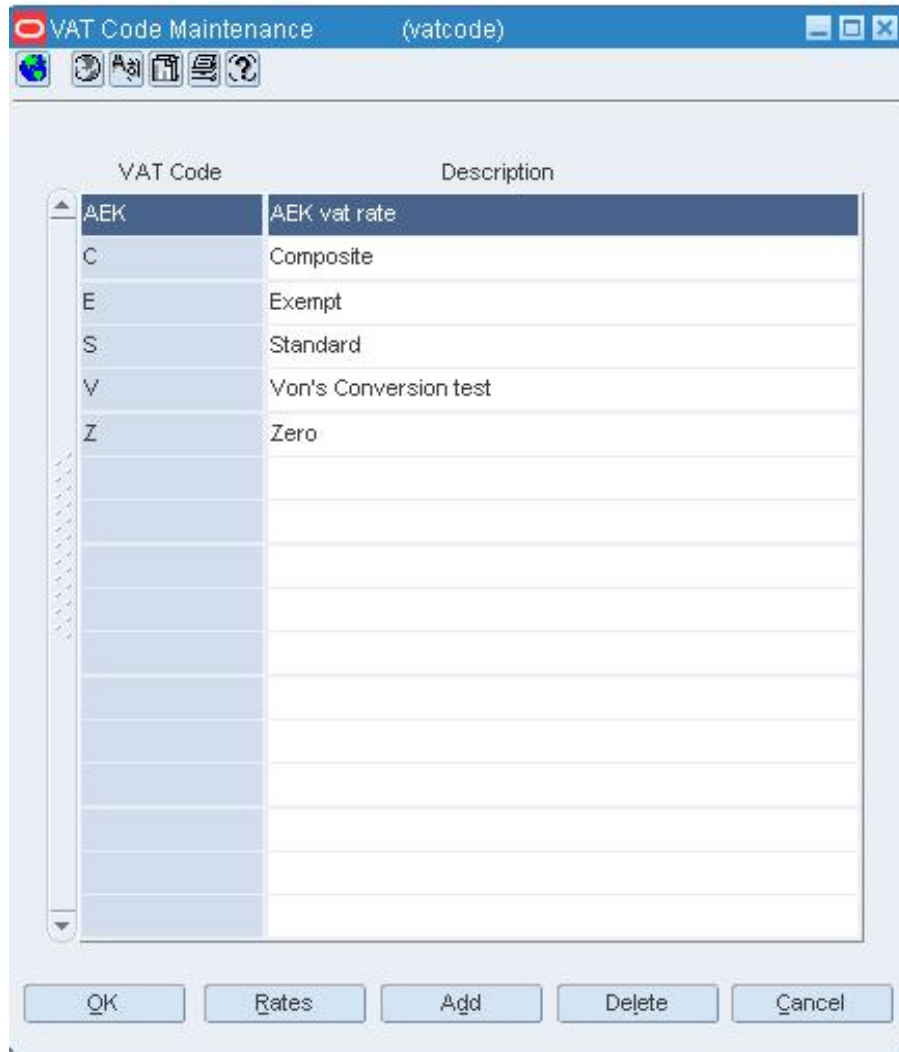 VAT Code Maintenance (vatcode)
VAT Code Description
AEK AEK vat rate
C Composite
E Exempt
S Standard
V Von's Conversion test
Z Zero
OK Rates Add Delete Cancel